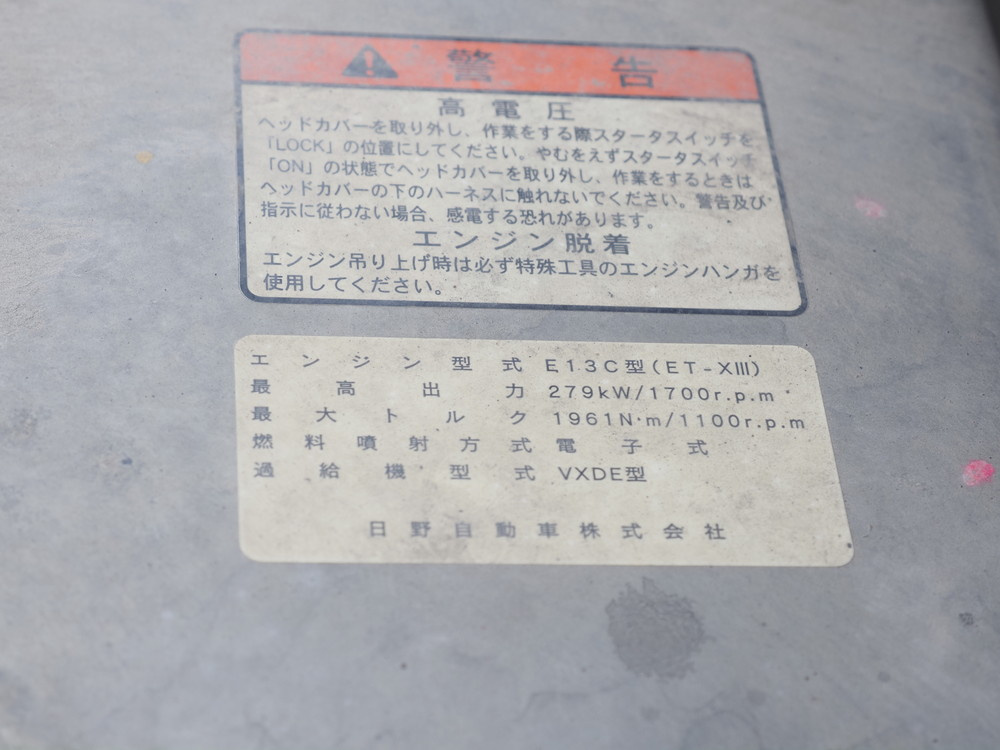 警告
高電圧
ヘッドカバーを取り外し、作業をする際スタータスイッチを
「LOCK」の位置にしてください。やむをえずスタータスイッチ
「ON」の状態でヘッドカバーを取り外し、作業をするときは
ヘッドカバーの下のハーネスに触れないでください。警告及び
指示に従わない場合、感電する恐れがあります。
エンジン脱着
エンジン吊り上げ時は必ず特殊工具のエンジンハンガを
使用してください。
エンジン型式 E13C型(ET-XIII)
最高出力 279kW/1700r.p.m
最大トルク 1961N·m/1100r.p.m
燃料噴射方式 電子式
過給機型式 VXDE型
日野自動車株式会社